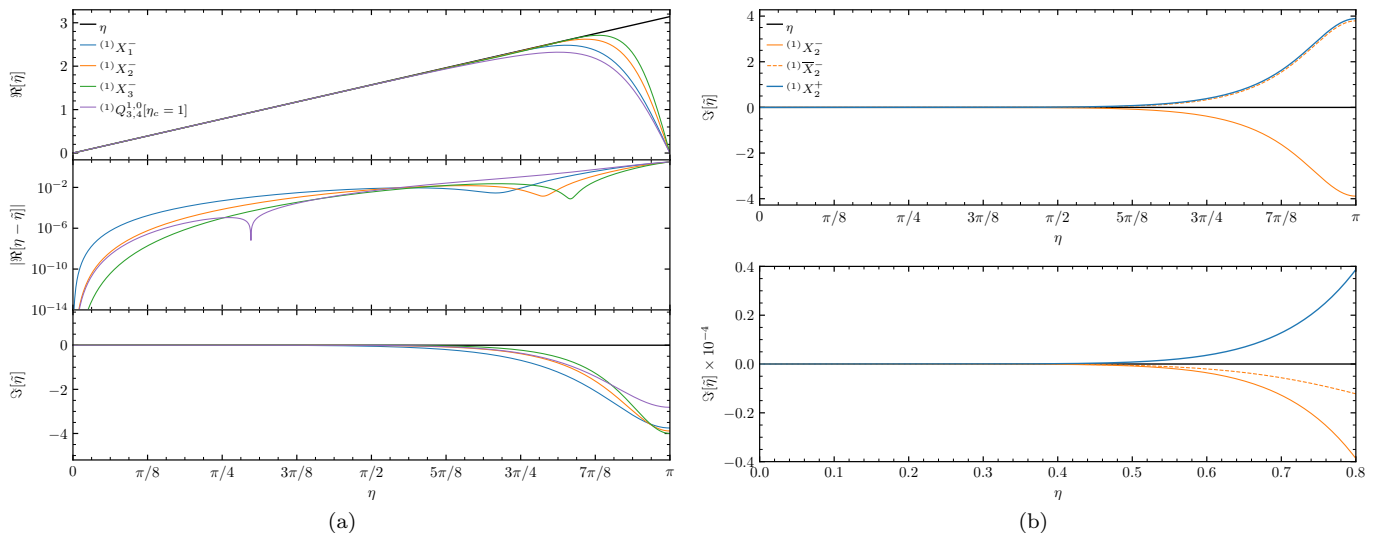 ℜ[η̃]
3
2
1
0
η
⁽¹⁾X₁⁻
⁽¹⁾X₂⁻
⁽¹⁾X₃⁻
⁽¹⁾Q₃,₄¹,⁰[ηc = 1]
|ℜ[η − η̃]|
10⁻²
10⁻⁶
10⁻¹⁰
10⁻¹⁴
ℑ[η̃]
0
−2
−4
0 π/8 π/4 3π/8 π/2 5π/8 3π/4 7π/8 π
η
(a)
ℑ[η̃]
4
2
0
−2
−4
η
⁽¹⁾X₂⁻
⁽¹⁾X̅₂⁻
⁽¹⁾X₂⁺
0 π/8 π/4 3π/8 π/2 5π/8 3π/4 7π/8 π
η
ℑ[η̃] × 10⁻⁴
0.4
0.2
0.0
−0.2
−0.4
0.0 0.1 0.2 0.3 0.4 0.5 0.6 0.7 0.8
η
(b)